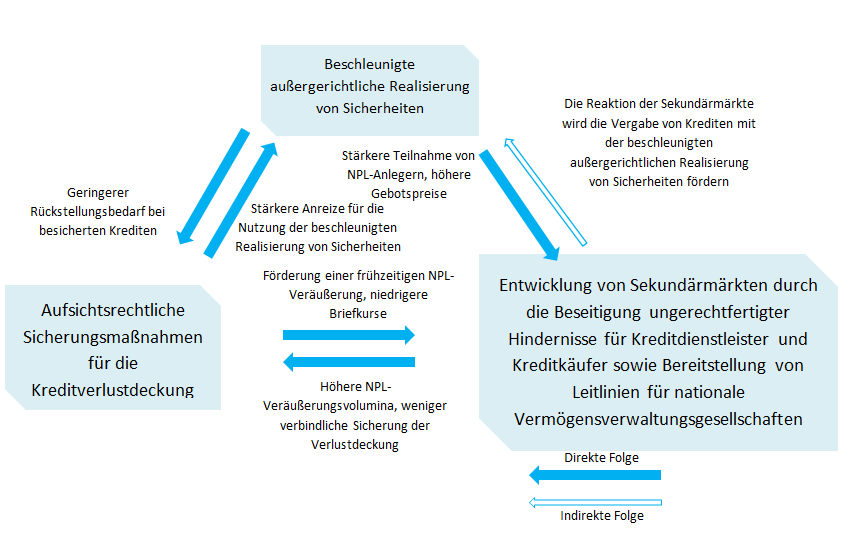 Beschleunigte
außergerichtliche Realisierung
von Sicherheiten
Die Reaktion der Sekundärmärkte
wird die Vergabe von Krediten mit
der beschleunigten
außergerichtlichen Realisierung
von Sicherheiten fördern
Stärkere Teilnahme von
NPL-Anlegern, höhere
Gebotspreise
Geringerer
Rückstellungsbedarf bei
besicherten Krediten
Stärkere Anreize für die
Nutzung der beschleunigten
Realisierung von Sicherheiten
Förderung einer frühzeitigen NPL-
Veräußerung, niedrigere
Briefkurse
Aufsichtsrechtliche
Sicherungsmaßnahmen
für die
Kreditverlustdeckung
Entwicklung von Sekundärmärkten durch
die Beseitigung ungerechtfertigter
Hindernisse für Kreditdienstleister und
Kreditkäufer sowie Bereitstellung von
Leitlinien für nationale
Vermögensverwaltungsgesellschaften
Höhere NPL-
Veräußerungsvolumina, weniger
verbindliche Sicherung der
Verlustdeckung
Direkte Folge
Indirekte Folge